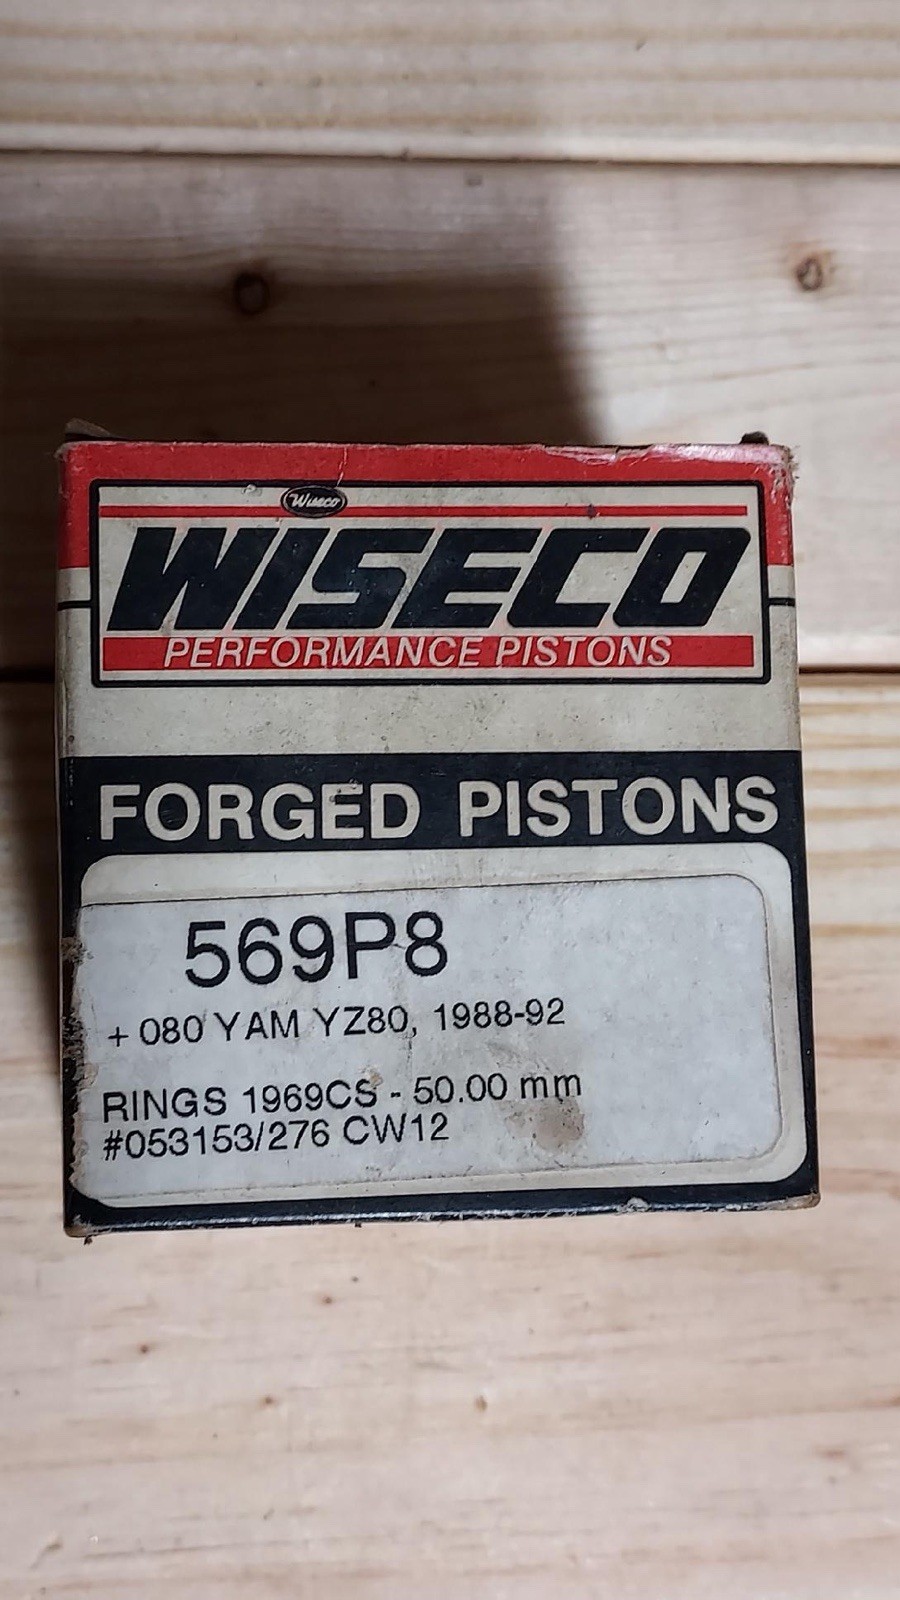 Wiseco
WISECO
PERFORMANCE PISTONS
FORGED PISTONS
569P8
+ 080 YAM YZ80, 1988-92
RINGS 1969CS - 50.00 mm
#053153/276 CW12